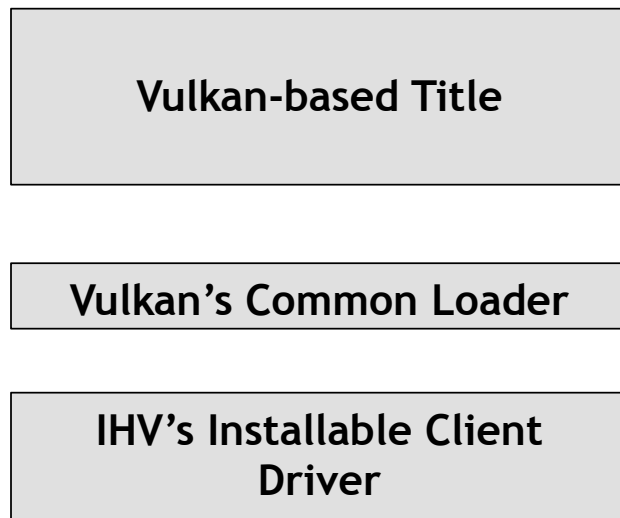 Vulkan-based Title
Vulkan’s Common Loader
IHV’s Installable Client
Driver